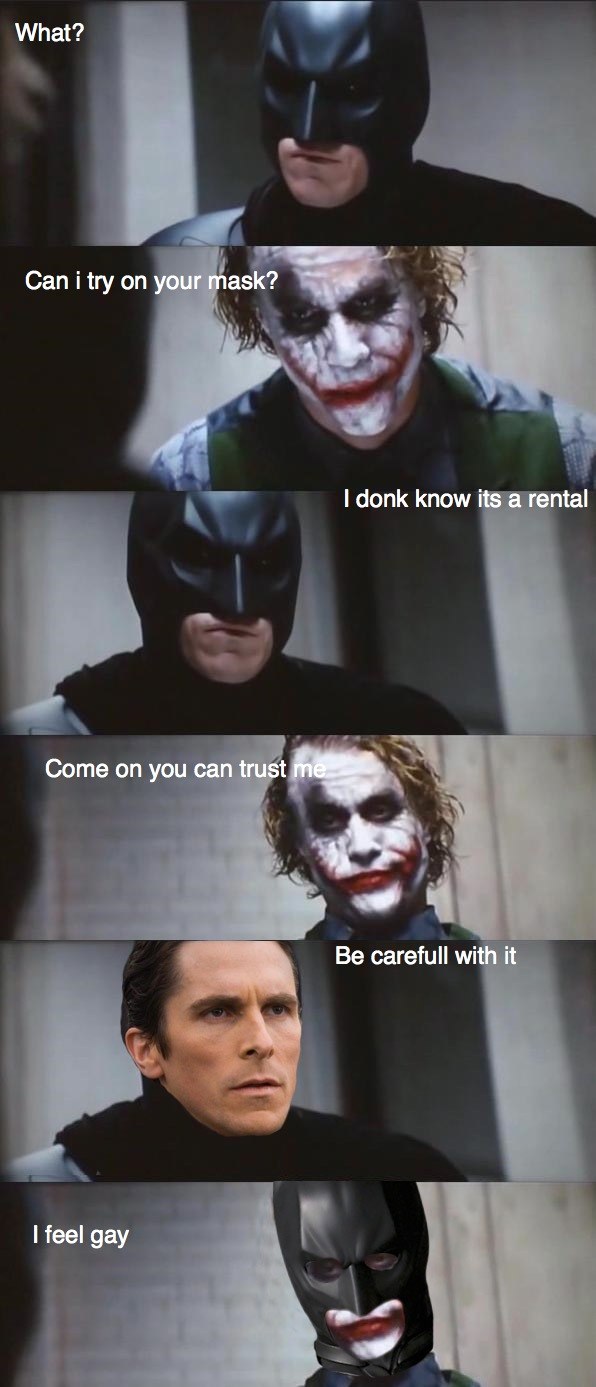 What?
Can i try on your mask?
I donk know its a rental
Come on you can trust me
Be carefull with it
I feel gay